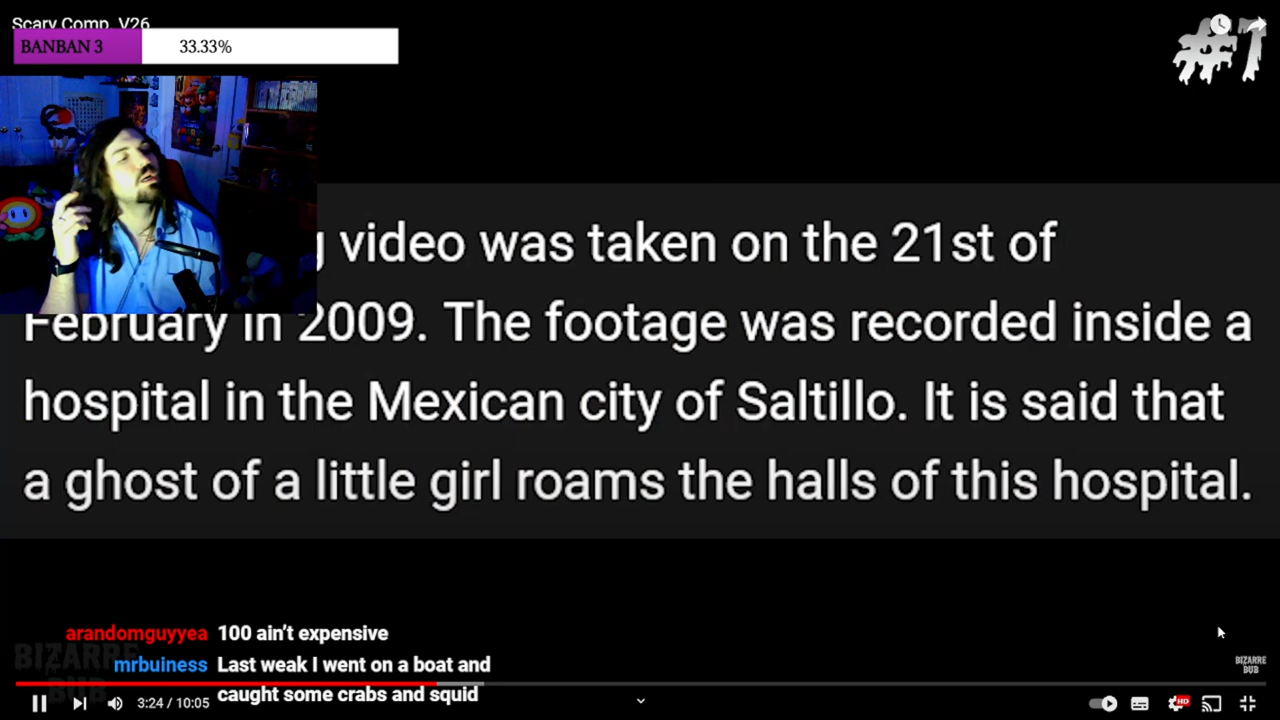 Scary Comp. V26
#1
BANBAN 3 33.33%
video was taken on the 21st of
February in 2009. The footage was recorded inside a
hospital in the Mexican city of Saltillo. It is said that
a ghost of a little girl roams the halls of this hospital.
arandomguyyea 100 ain't expensive
mrbuiness Last weak I went on a boat and
caught some crabs and squid
BIZARRE
BUB
BIZARRE
BUB
3:24 / 10:05
HD